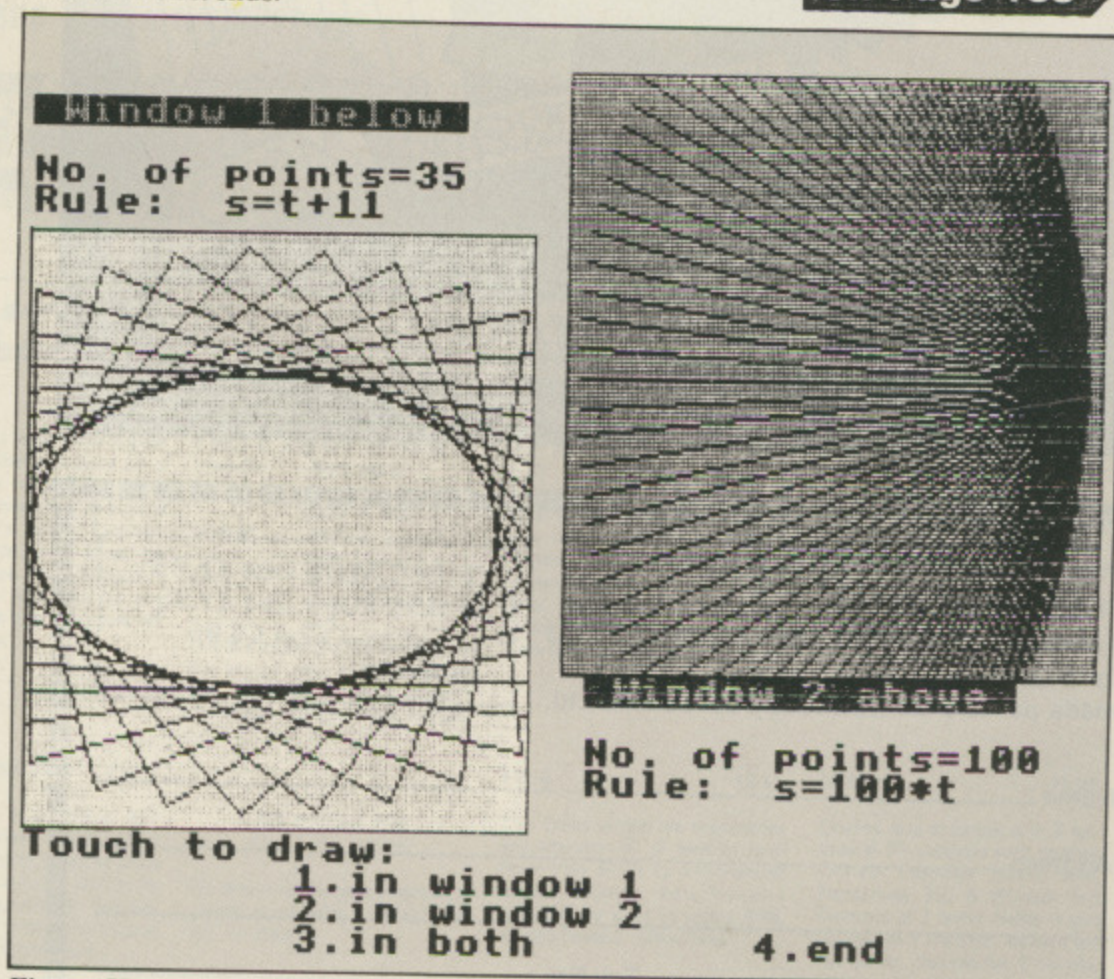 Window 1 below
No. of points=35
Rule: s=t+11
Window 2 above
No. of points=100
Rule: s=100*t
Touch to draw:
1.in window 1
2.in window 2
3.in both 4.end